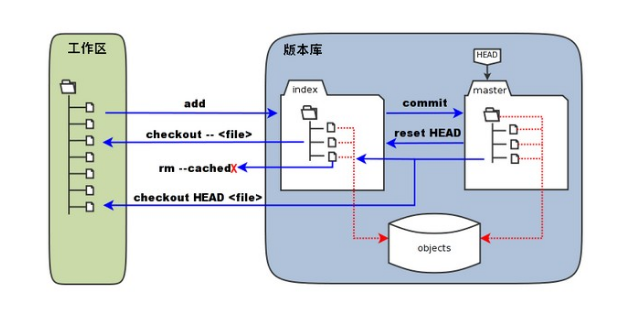 工作区
版本库
HEAD
index
master
add
commit
checkout -- <file>
reset HEAD
rm --cachedX
checkout HEAD <file>
objects